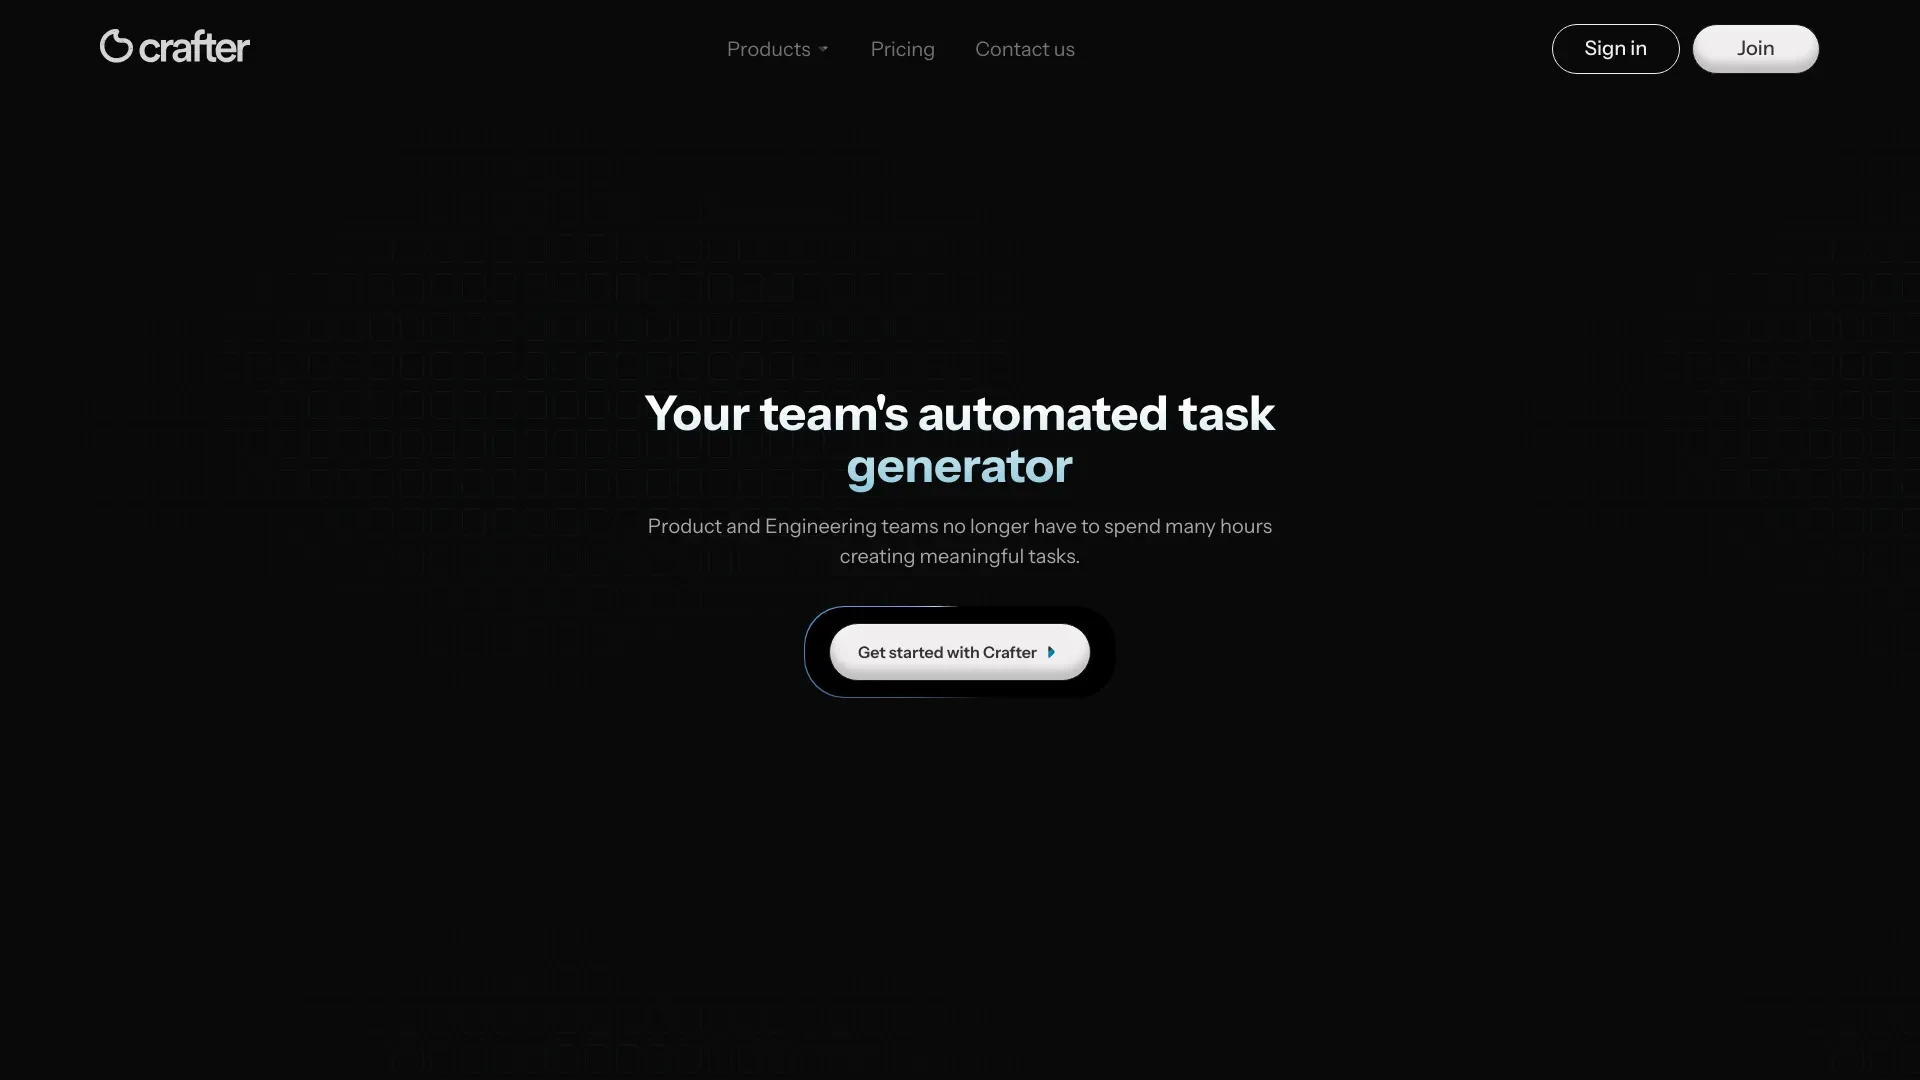 crafter
Products
Pricing
Contact us
Sign in
Join
Your team's automated task
generator
Product and Engineering teams no longer have to spend many hours
creating meaningful tasks.
Get started with Crafter